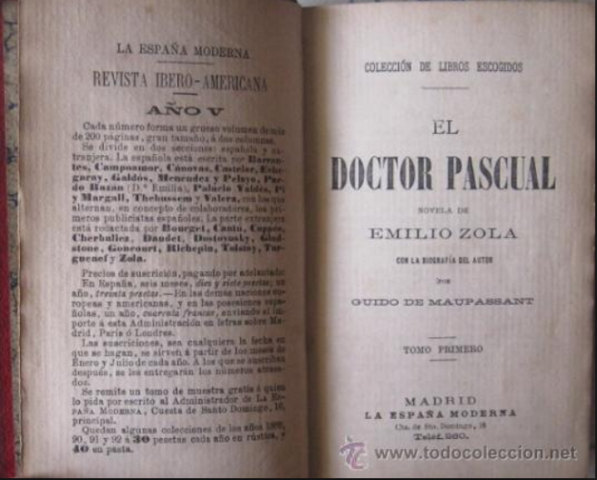 LA ESPAÑA MODERNA
REVISTA IBERO-AMERICANA
AÑO V
Cada número forma un grueso volumen de más
de 200 páginas, gran tamaño, á dos columnas.
Se divide en dos secciones: española y ex-
tranjera. La española está escrita por Barran-
tes, Campoamor, Cánovas, Castelar, Eche-
garay, Galdós, Menéndez y Pelayo, Par-
do Bazán (D.ª Emilia), Palacio Valdés, Pí
y Margall, Thebussem y Valera, con los que
alternan, en concepto de colaboradores, los pri-
meros publicistas españoles. La parte extranjera
está redactada por Bourget, Cantú, Coppée,
Cherbuliez, Daudet, Dostoyusky, Glad-
stone, Goncourt, Richepin, Tolstoy, Tur-
guenef y Zola.
Precios de suscrición, pagando por adelantado:
En España, seis meses, diez y siete pesetas; un
año, treinta pesetas.—En las demás naciones eu-
ropeas y americanas, y en las posesiones espa-
ñolas, un año, cuarenta francos, enviando el im-
porte á esta Administración en letras sobre Ma-
drid, París ó Londres.
Las suscriciones, sea cualquiera la fecha en
que se hagan, se sirven á partir de los meses de
Enero y Julio de cada año. Á los que se suscriben
después, se les entregarán los números atrasa-
dos.
Se remite un tomo de muestra gratis á quien
lo pida por escrito al Administrador de LA ES-
PAÑA MODERNA, Cuesta de Santo Domingo, 16,
principal.
Quedan algunas colecciones de los años 1889,
90, 91 y 92 á 30 pesetas cada año en rústica, y
40 en pasta.
COLECCIÓN DE LIBROS ESCOGIDOS
EL
DOCTOR PASCUAL
NOVELA DE
EMILIO ZOLA
CON LA BIOGRAFÍA DEL AUTOR
POR
GUIDO DE MAUPASSANT
TOMO PRIMERO
MADRID
LA ESPAÑA MODERNA
Cta. de Sto. Domingo, 16
Teléf. 260.
todocoleccion.net